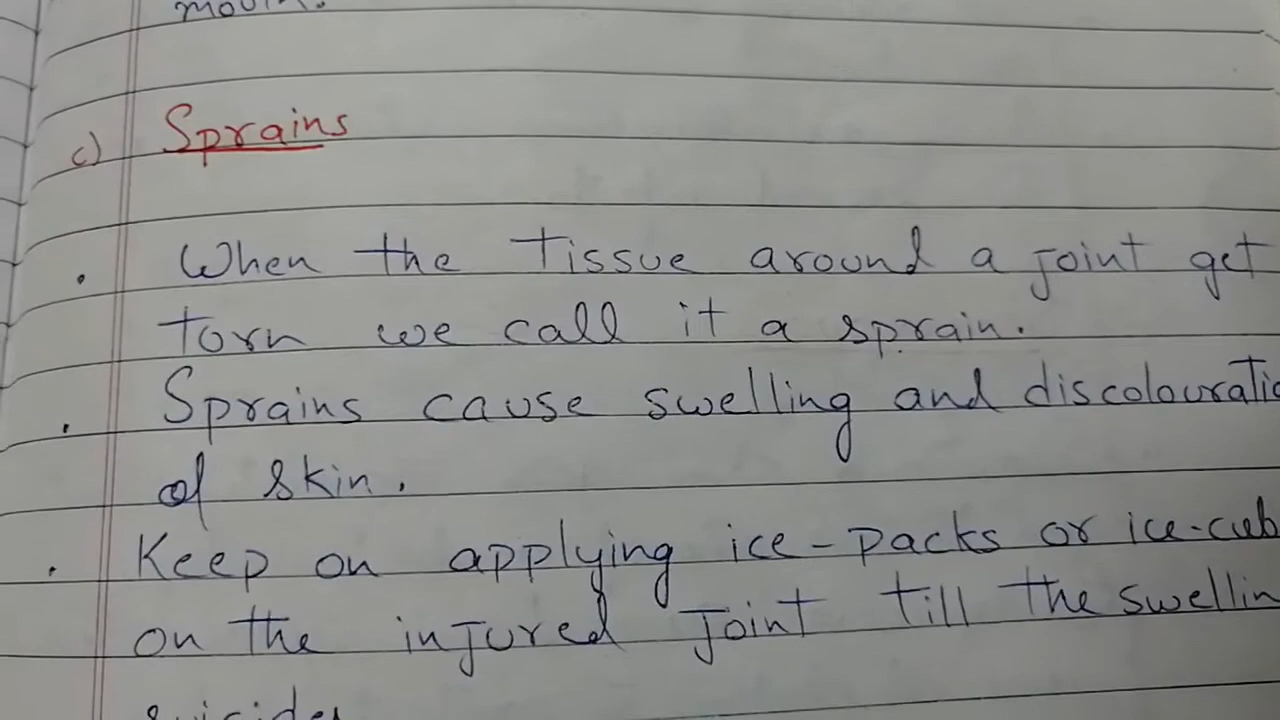 c) Sprains
. When the tissue around a joint get
torn we call it a sprain.
. Sprains cause swelling and discolouratio
of skin.
. Keep on applying ice-packs or ice-cub
on the injured joint till the swellin